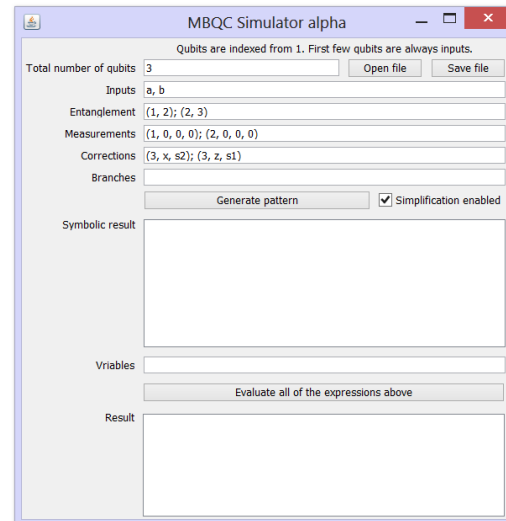 MBQC Simulator alpha
Qubits are indexed from 1. First few qubits are always inputs.
Total number of qubits 3 Open file Save file
Inputs a, b
Entanglement (1, 2); (2, 3)
Measurements (1, 0, 0, 0); (2, 0, 0, 0)
Corrections (3, x, s2); (3, z, s1)
Branches
Generate pattern Simplification enabled
Symbolic result
Vriables
Evaluate all of the expressions above
Result